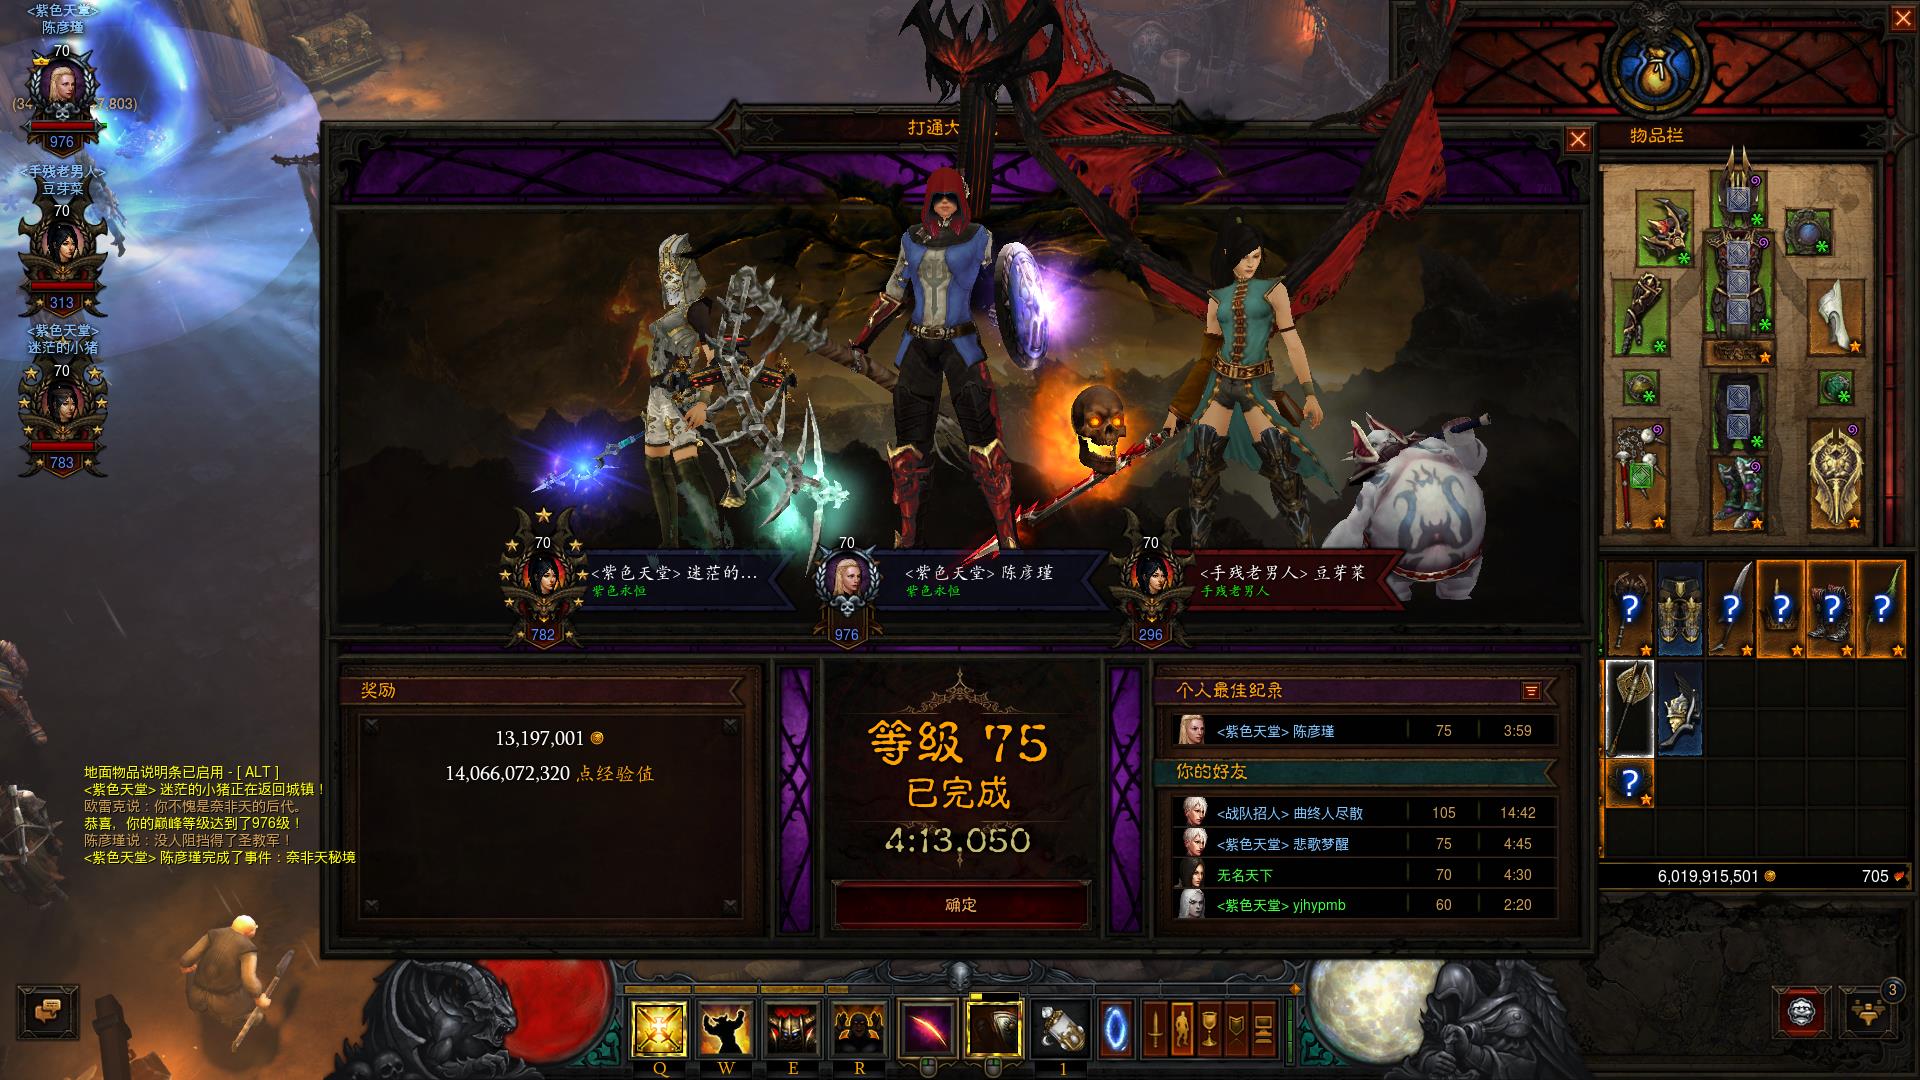 <紫色天堂>
陈彦瑾
70
976
<手残老男人>
豆芽菜
70
313
<紫色天堂>
迷茫的小猪
70
783
打通大
物品栏
70
<紫色天堂> 迷茫的...
紫色永恒
782
70
<紫色天堂> 陈彦瑾
紫色永恒
976
70
<手残老男人> 豆芽菜
手残老男人
296
奖励
13,197,001
14,066,072,320 点经验值
等级 75
已完成
4:13.050
确定
个人最佳纪录
<紫色天堂> 陈彦瑾 75 3:59
你的好友
<战队招人> 曲终人尽散 105 14:42
<紫色天堂> 悲歌梦醒 75 4:45
无名天下 70 4:30
<紫色天堂> yjhypmb 60 2:20
? ? ? ? ?
?
6,019,915,501 705
地面物品说明条已启用 - [ ALT ]
<紫色天堂> 迷茫的小猪正在返回城镇！
欧雷克说：你不愧是奈非天的后代。
恭喜，你的巅峰等级达到了976级！
陈彦瑾说：没人阻挡得了圣教军！
<紫色天堂> 陈彦瑾完成了事件：奈非天秘境
Q W E R 1
3